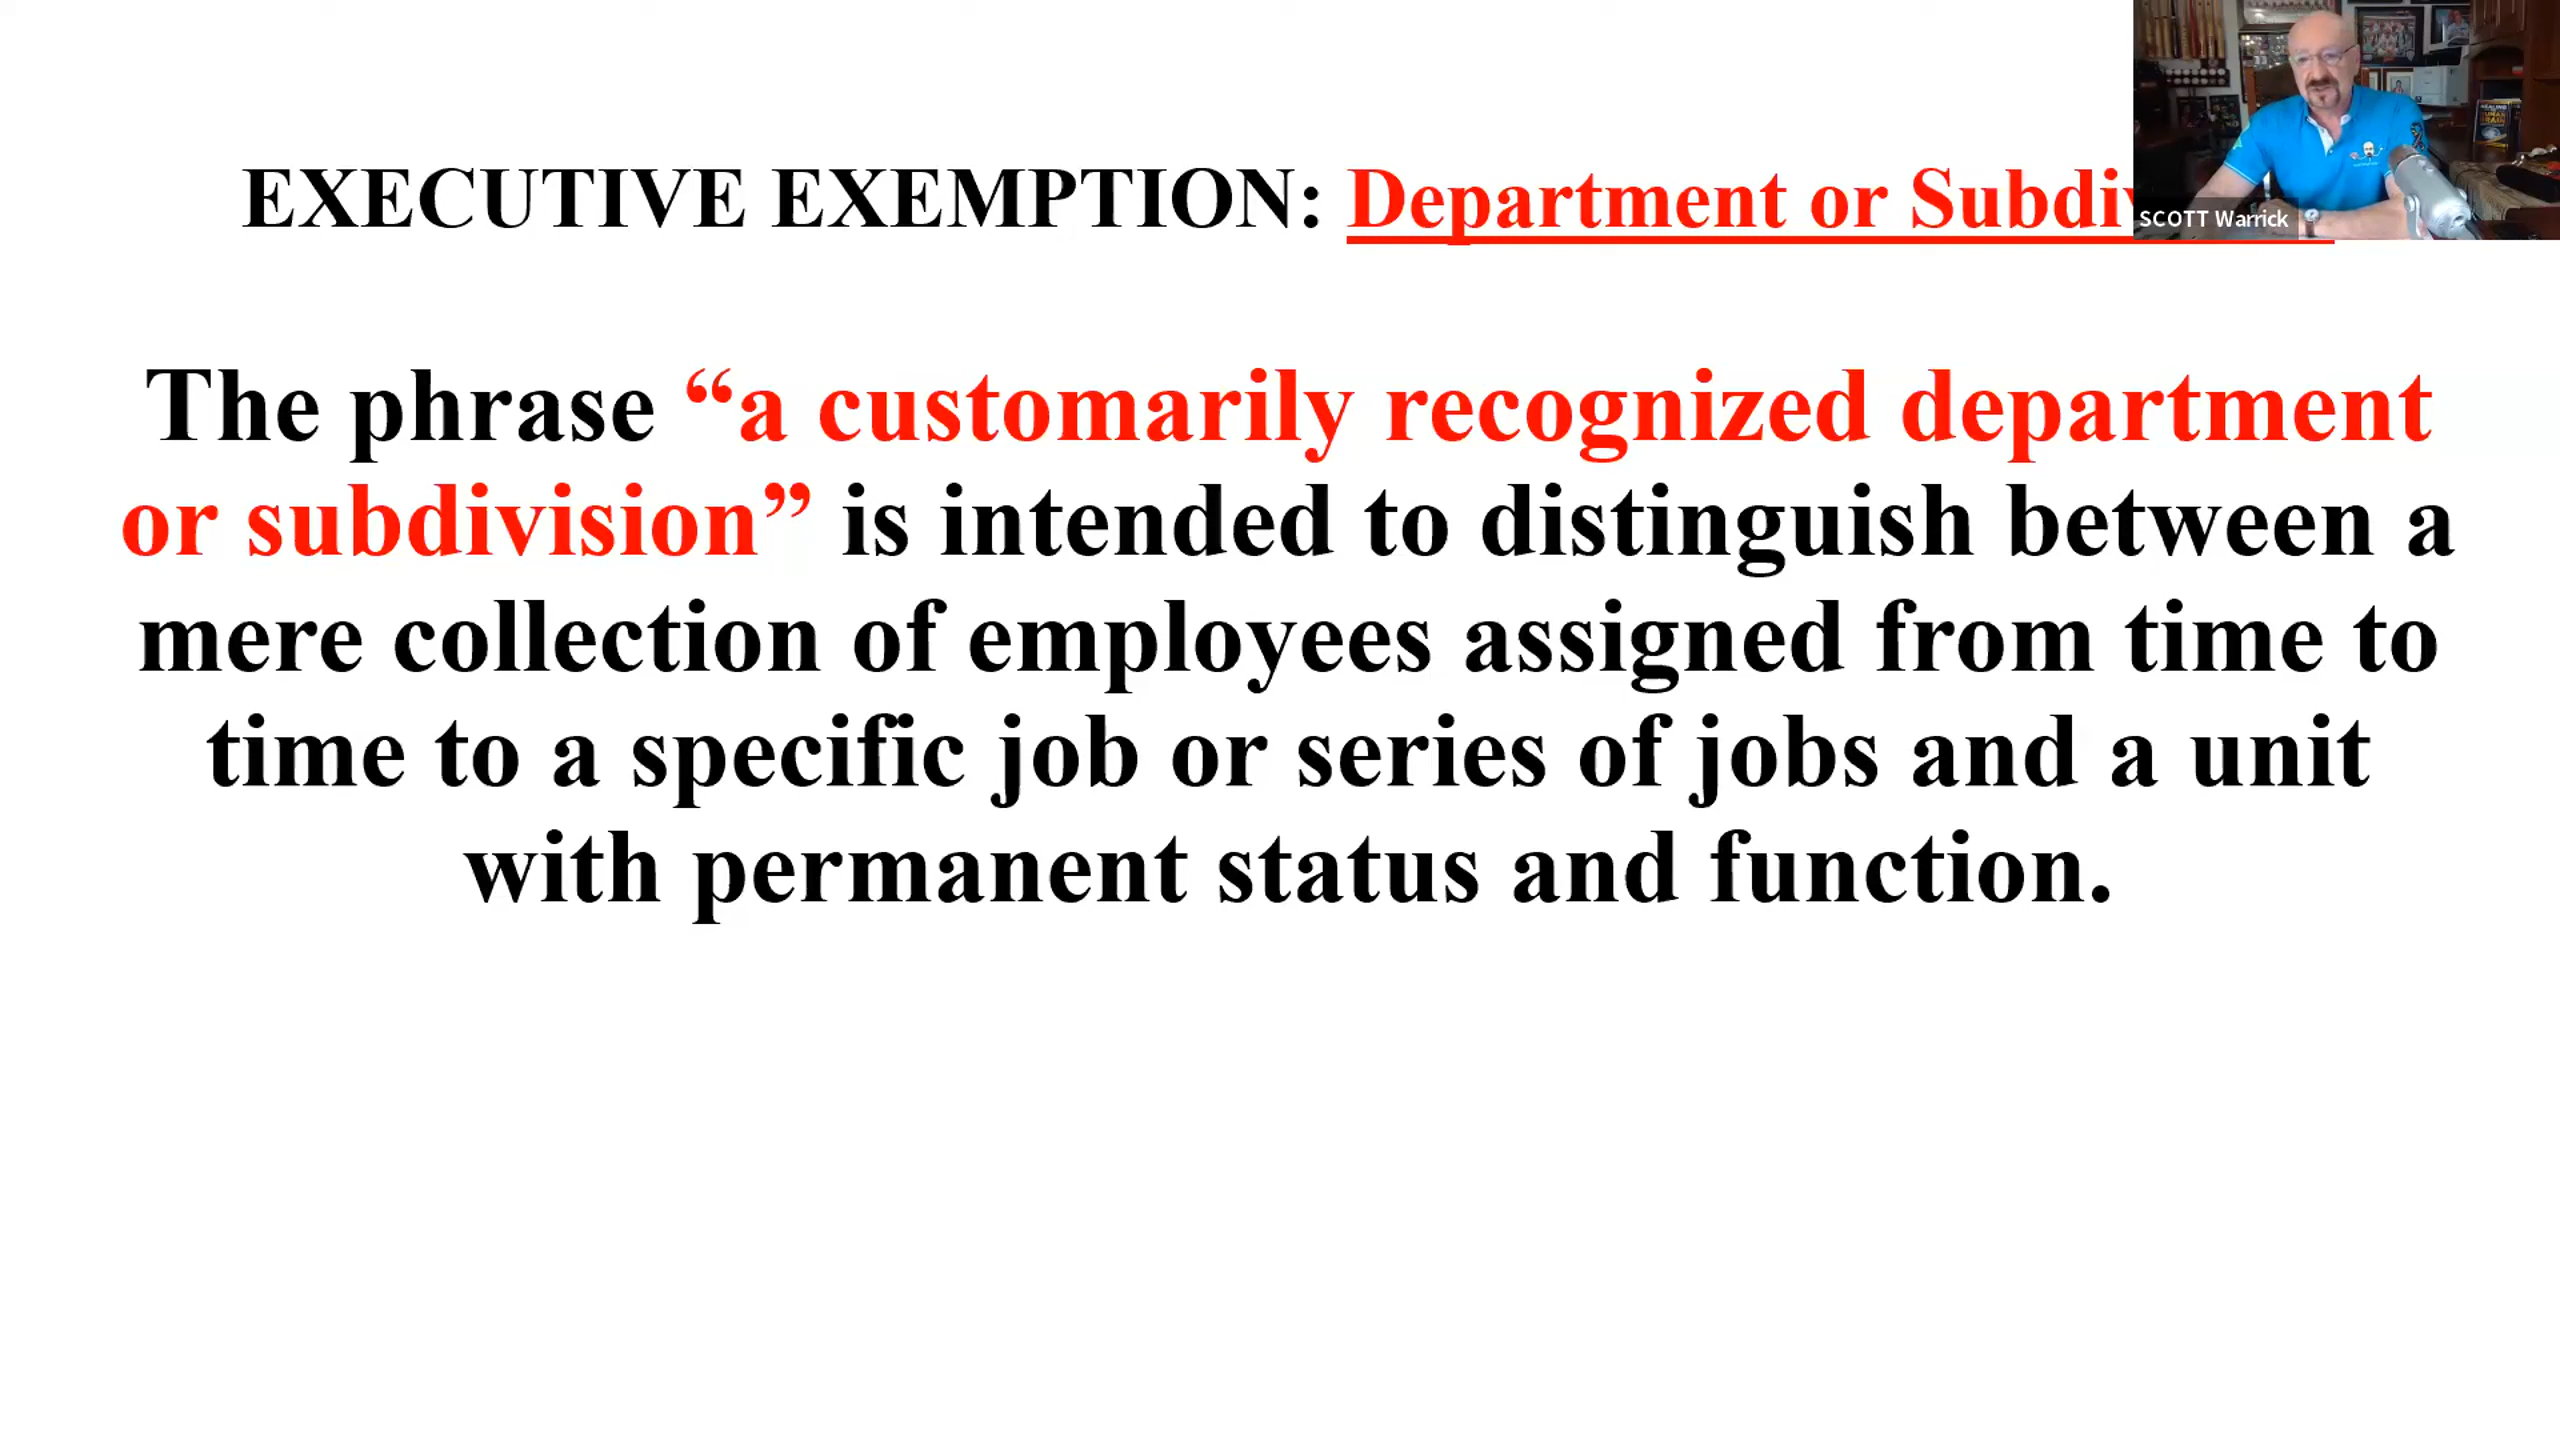 EXECUTIVE EXEMPTION: Department or Subdiv
SCOTT Warrick
The phrase “a customarily recognized department
or subdivision” is intended to distinguish between a
mere collection of employees assigned from time to
time to a specific job or series of jobs and a unit
with permanent status and function.